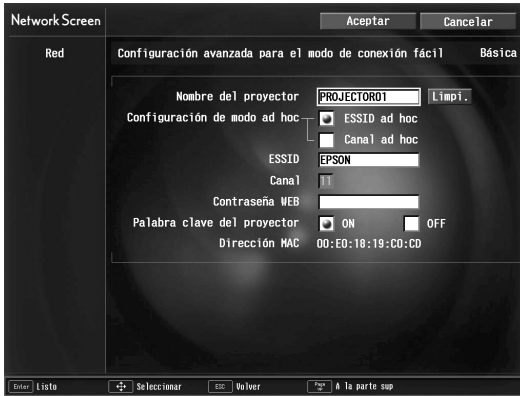 Network Screen Aceptar Cancelar
Red Configuración avanzada para el modo de conexión fácil Básica
Nombre del proyector PROJECTOR01 Limpi.
Configuración de modo ad hoc ESSID ad hoc
Canal ad hoc
ESSID EPSON
Canal 11
Contraseña WEB
Palabra clave del proyector ON OFF
Dirección MAC 00:E0:18:19:C0:CD
Enter Listo Seleccionar ESC Volver Page up A la parte sup